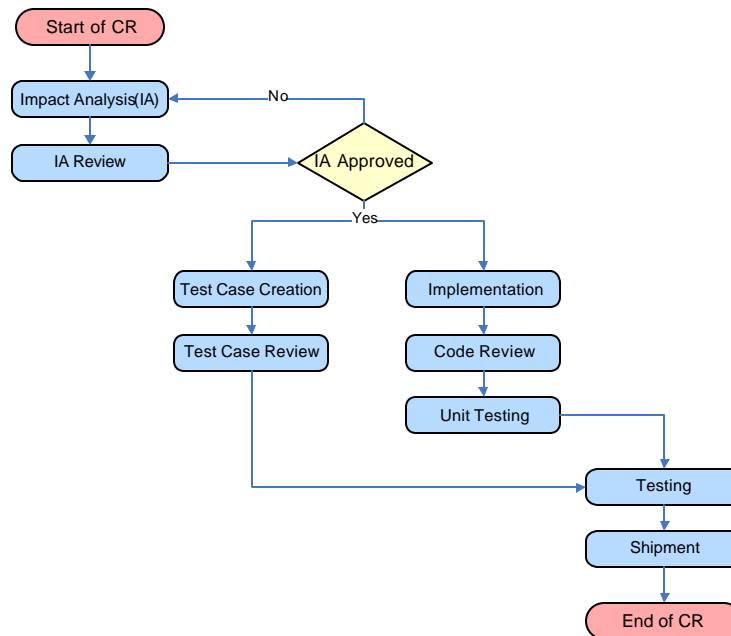 Start of CR
Impact Analysis(IA)
No
IA Review
IA Approved
Yes
Test Case Creation
Implementation
Test Case Review
Code Review
Unit Testing
Testing
Shipment
End of CR